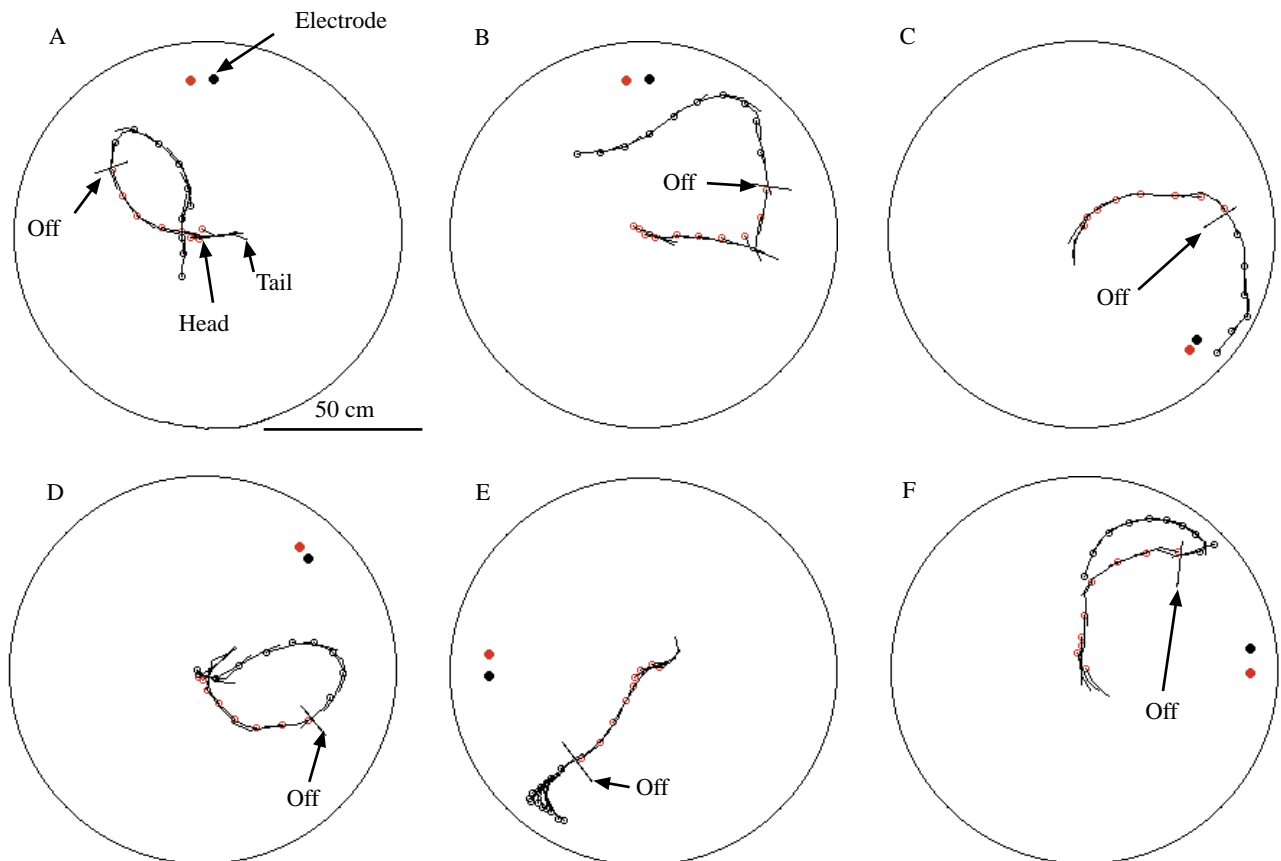 A
Electrode
Off
Tail
Head
50 cm
B
Off
C
Off
D
Off
E
Off
F
Off